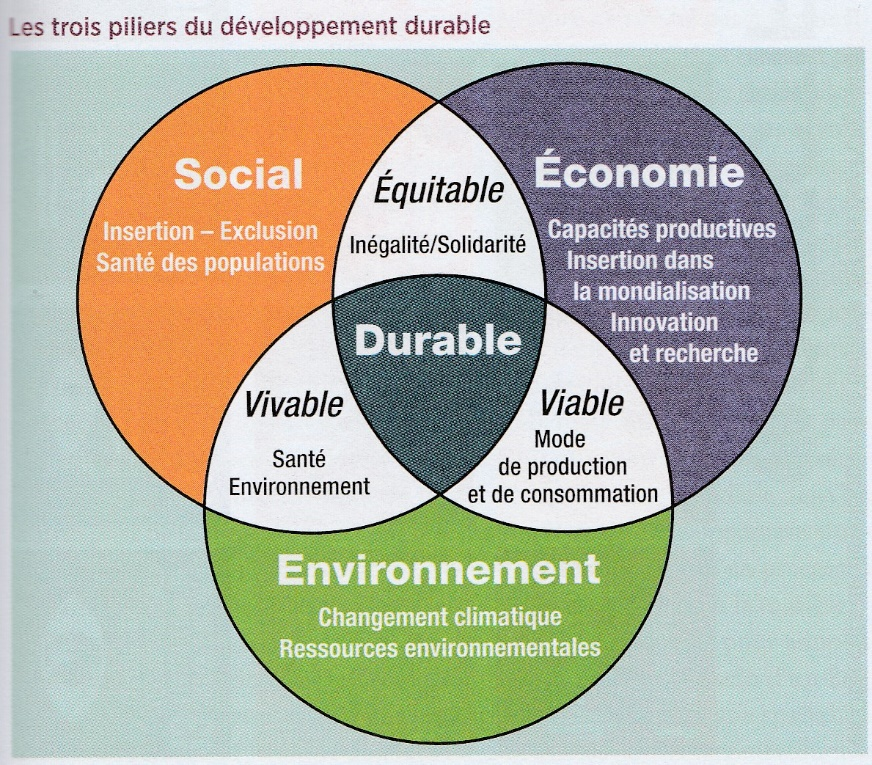 Les trois piliers du développement durable
Social
Insertion – Exclusion
Santé des populations
Équitable
Inégalité/Solidarité
Économie
Capacités productives
Insertion dans
la mondialisation
Innovation
et recherche
Durable
Vivable
Santé
Environnement
Viable
Mode
de production
et de consommation
Environnement
Changement climatique
Ressources environnementales